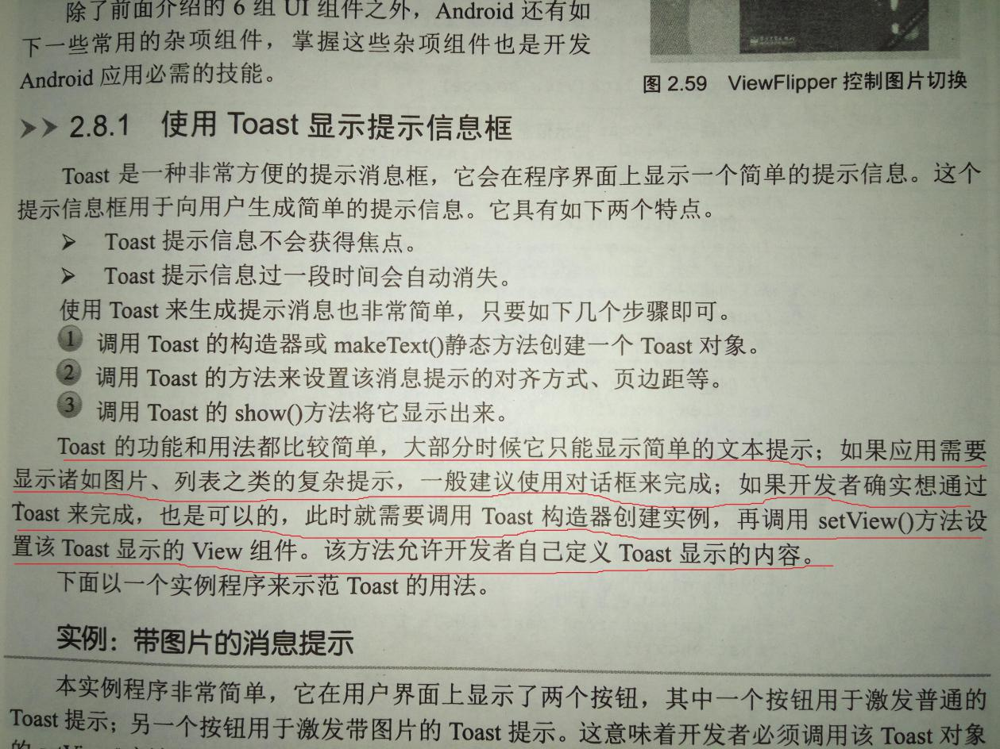 除了前面介绍的 6 组 UI 组件之外，Android 还有如
下一些常用的杂项组件，掌握这些杂项组件也是开发
Android 应用必需的技能。
图 2.59 ViewFlipper 控制图片切换
2.8.1 使用 Toast 显示提示信息框
Toast 是一种非常方便的提示消息框，它会在程序界面上显示一个简单的提示信息。这个
提示信息框用于向用户生成简单的提示信息。它具有如下两个特点。
➢ Toast 提示信息不会获得焦点。
➢ Toast 提示信息过一段时间会自动消失。
使用 Toast 来生成提示消息也非常简单，只要如下几个步骤即可。
1 调用 Toast 的构造器或 makeText()静态方法创建一个 Toast 对象。
2 调用 Toast 的方法来设置该消息提示的对齐方式、页边距等。
3 调用 Toast 的 show()方法将它显示出来。
Toast 的功能和用法都比较简单，大部分时候它只能显示简单的文本提示；如果应用需要
显示诸如图片、列表之类的复杂提示，一般建议使用对话框来完成；如果开发者确实想通过
Toast 来完成，也是可以的，此时就需要调用 Toast 构造器创建实例，再调用 setView()方法设
置该 Toast 显示的 View 组件。该方法允许开发者自己定义 Toast 显示的内容。
下面以一个实例程序来示范 Toast 的用法。
实例：带图片的消息提示
本实例程序非常简单，它在用户界面上显示了两个按钮，其中一个按钮用于激发普通的
Toast 提示；另一个按钮用于激发带图片的 Toast 提示。这意味着开发者必须调用该 Toast 对象